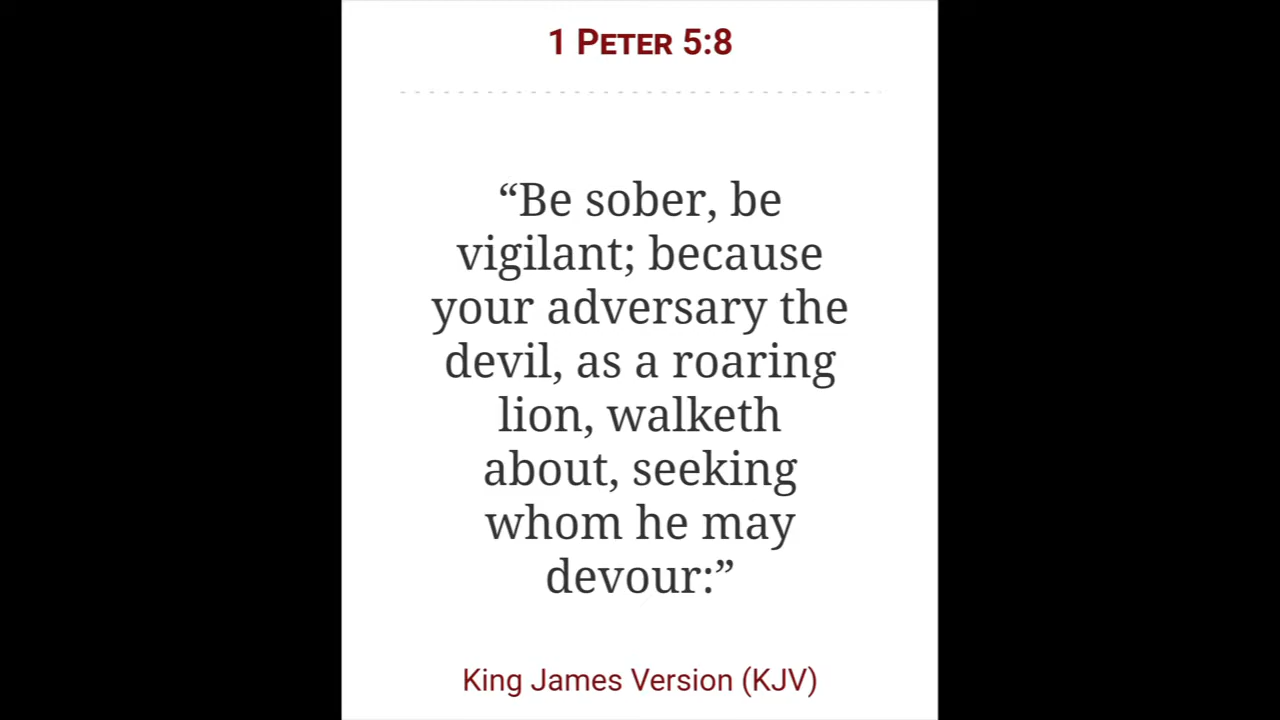 1 PETER 5:8
“Be sober, be
vigilant; because
your adversary the
devil, as a roaring
lion, walketh
about, seeking
whom he may
devour:”
King James Version (KJV)